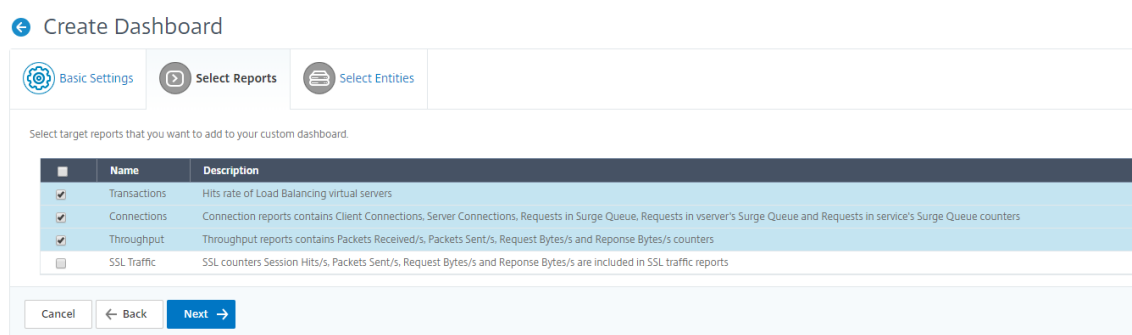 Create Dashboard
Basic Settings Select Reports Select Entities
Select target reports that you want to add to your custom dashboard.
Name Description
Transactions Hits rate of Load Balancing virtual servers
Connections Connection reports contains Client Connections, Server Connections, Requests in Surge Queue, Requests in vserver's Surge Queue and Requests in service's Surge Queue counters
Throughput Throughput reports contains Packets Received/s, Packets Sent/s, Request Bytes/s and Reponse Bytes/s counters
SSL Traffic SSL counters Session Hits/s, Packets Sent/s, Request Bytes/s and Reponse Bytes/s are included in SSL traffic reports
Cancel Back Next